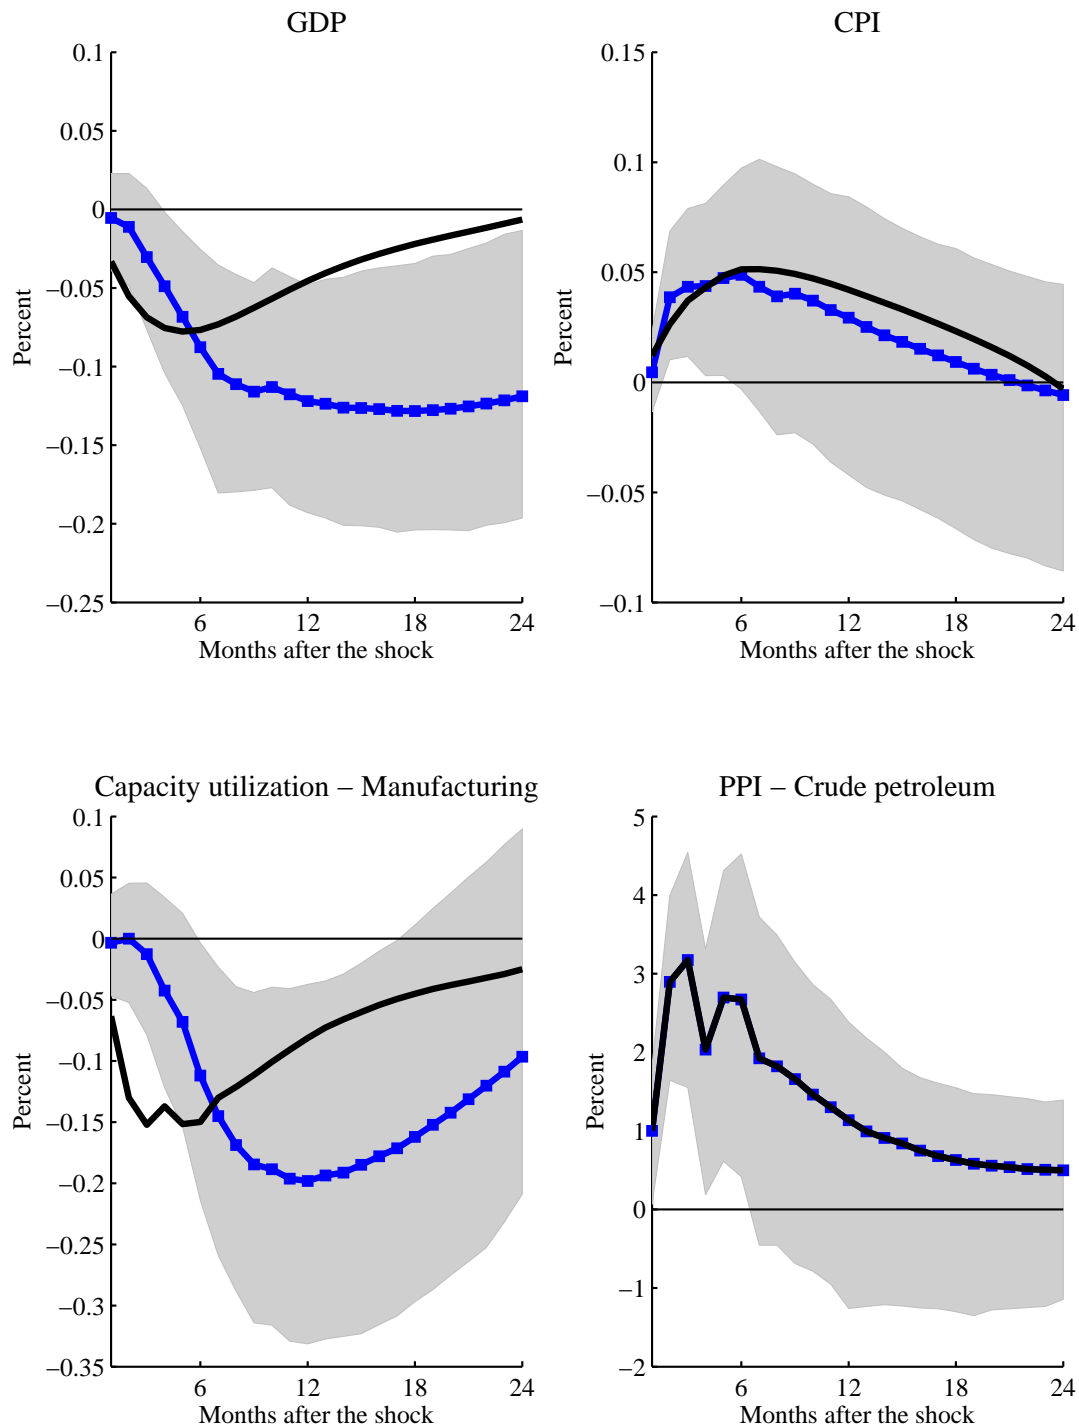 GDP
0.1
0.05
0
−0.05
−0.1
−0.15
−0.2
−0.25
Percent
6 12 18 24
Months after the shock
CPI
0.15
0.1
0.05
0
−0.05
−0.1
Percent
6 12 18 24
Months after the shock
Capacity utilization − Manufacturing
0.1
0.05
0
−0.05
−0.1
−0.15
−0.2
−0.25
−0.3
−0.35
Percent
6 12 18 24
Months after the shock
PPI − Crude petroleum
5
4
3
2
1
0
−1
−2
Percent
6 12 18 24
Months after the shock